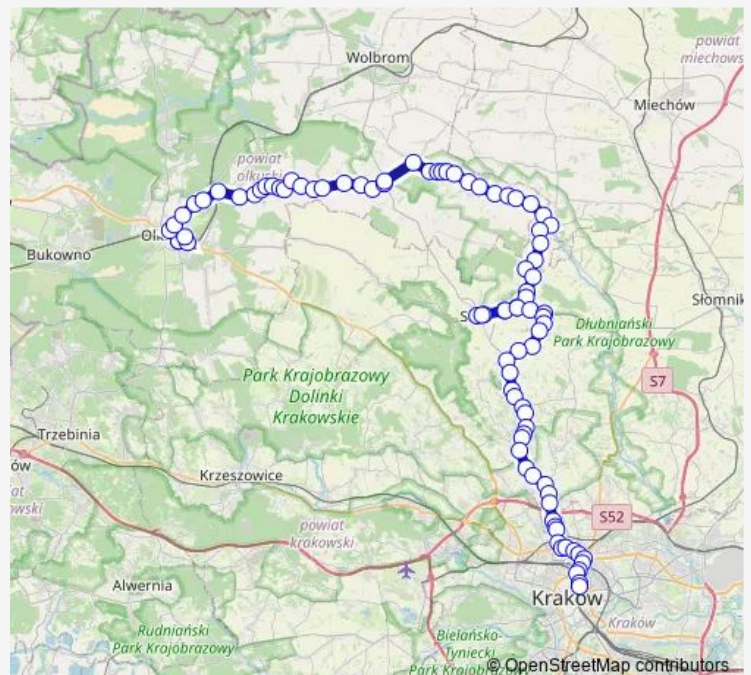 Wolbrom
powiat
miechows
Miechów
powiat
olkuski
Bukowno
Słomnik
Dłubniański
Park Krajobrazowy
Park Krajobrazowy
Dolinki
Krakowskie
S7
Trzebinia
ów
Krzeszowice
S52
powiat
krakowski
Alwernia
Kraków
Kraków
Rudniański
Park Krajobrazowy
Bielańsko-
Tyniecki
Park Krajobrazowy
© OpenStreetMap contributors